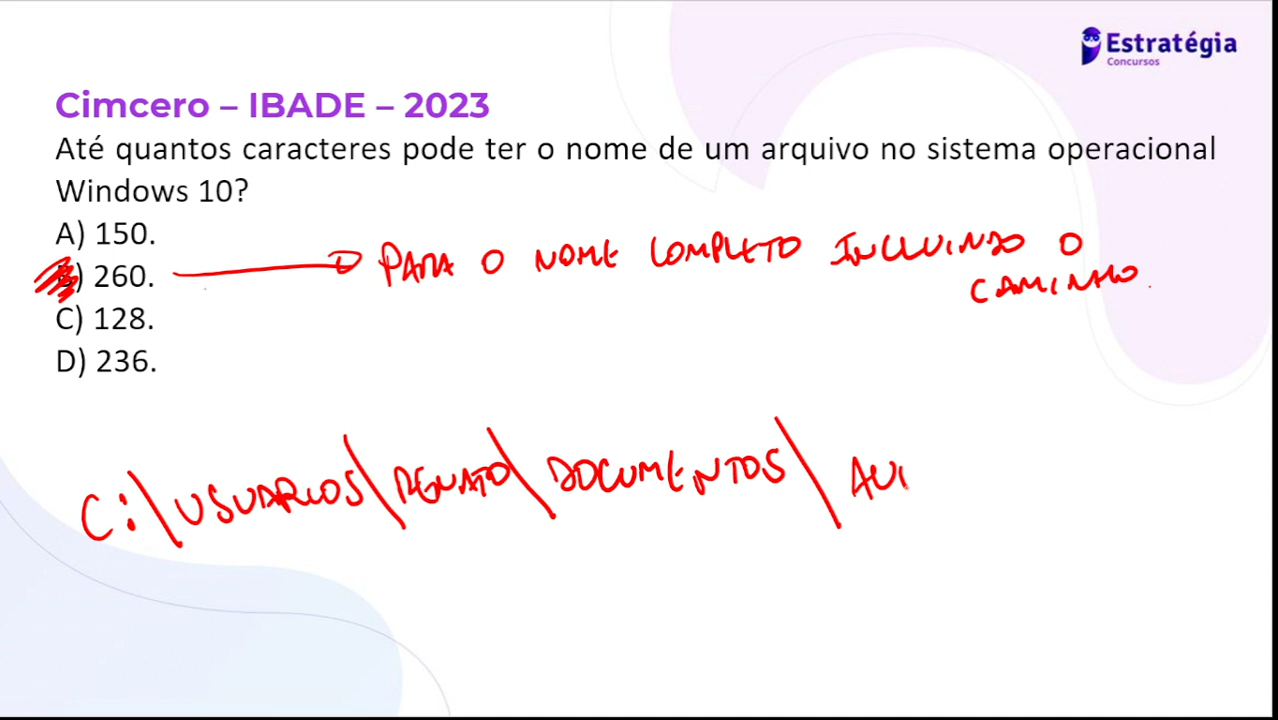 Estratégia
Concursos
Cimcero – IBADE – 2023
Até quantos caracteres pode ter o nome de um arquivo no sistema operacional
Windows 10?
A) 150.
B) 260.
PARA O NOME COMPLETO INCLUINDO O
CAMINHO.
C) 128.
D) 236.
C:\USUARIOS\RENATO\DOCUMENTOS\